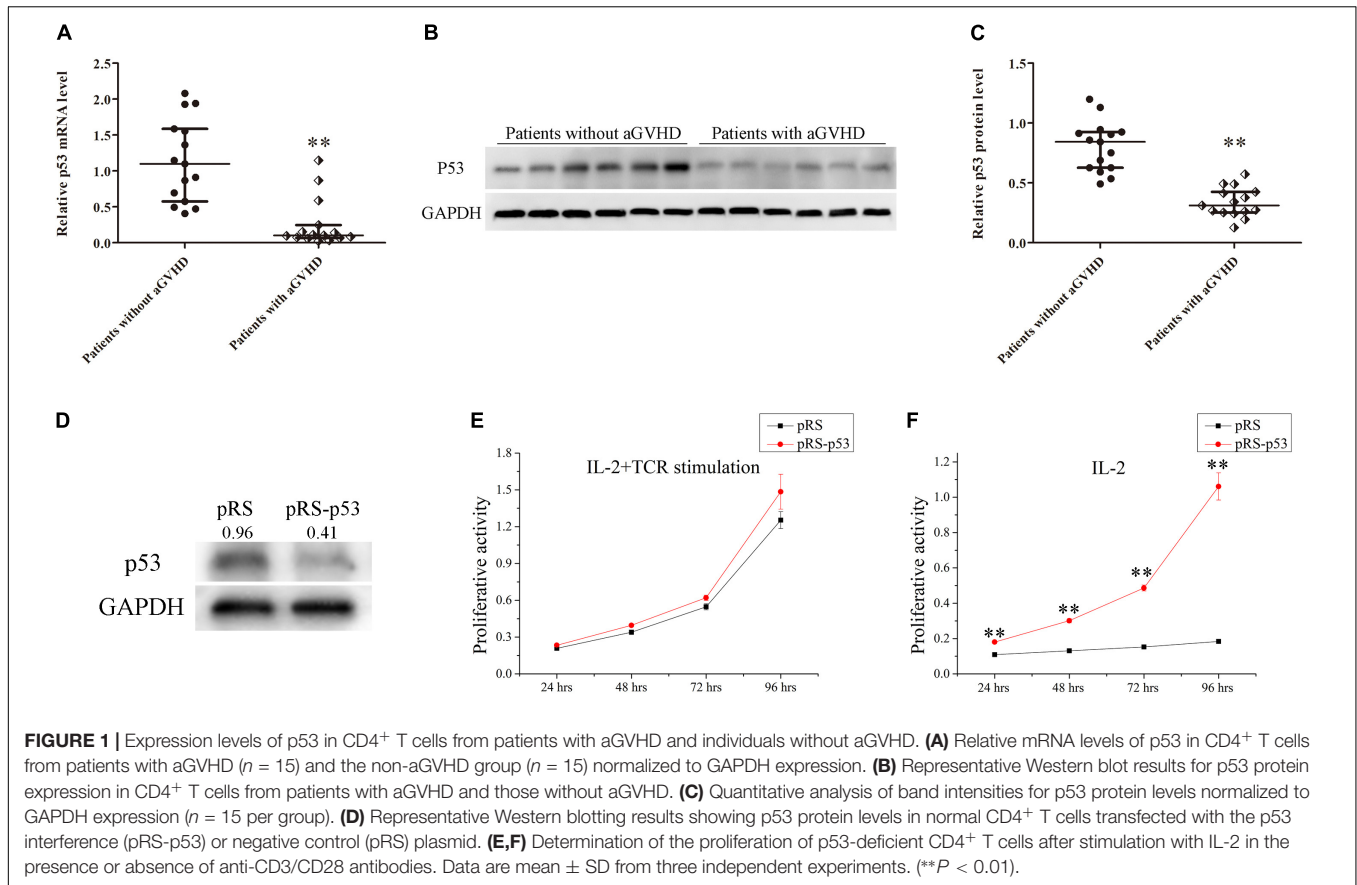 A
Relative p53 mRNA level
2.5
2.0
1.5
1.0
0.5
0.0
**
Patients without aGVHD
Patients with aGVHD
B
Patients without aGVHD
Patients with aGVHD
P53
GAPDH
C
Relative p53 protein level
1.5
1.0
0.5
0.0
**
Patients without aGVHD
Patients with aGVHD
D
pRS
pRS-p53
0.96
0.41
p53
GAPDH
E
pRS
pRS-p53
IL-2+TCR stimulation
Proliferative activity
1.8
1.5
1.2
0.9
0.6
0.3
0.0
24 hrs
48 hrs
72 hrs
96 hrs
F
pRS
pRS-p53
IL-2
Proliferative activity
1.2
1.0
0.8
0.6
0.4
0.2
0.0
**
**
**
**
24 hrs
48 hrs
72 hrs
96 hrs
FIGURE 1 | Expression levels of p53 in CD4⁺ T cells from patients with aGVHD and individuals without aGVHD. (A) Relative mRNA levels of p53 in CD4⁺ T cells
from patients with aGVHD (n = 15) and the non-aGVHD group (n = 15) normalized to GAPDH expression. (B) Representative Western blot results for p53 protein
expression in CD4⁺ T cells from patients with aGVHD and those without aGVHD. (C) Quantitative analysis of band intensities for p53 protein levels normalized to
GAPDH expression (n = 15 per group). (D) Representative Western blotting results showing p53 protein levels in normal CD4⁺ T cells transfected with the p53
interference (pRS-p53) or negative control (pRS) plasmid. (E,F) Determination of the proliferation of p53-deficient CD4⁺ T cells after stimulation with IL-2 in the
presence or absence of anti-CD3/CD28 antibodies. Data are mean ± SD from three independent experiments. (**P < 0.01).